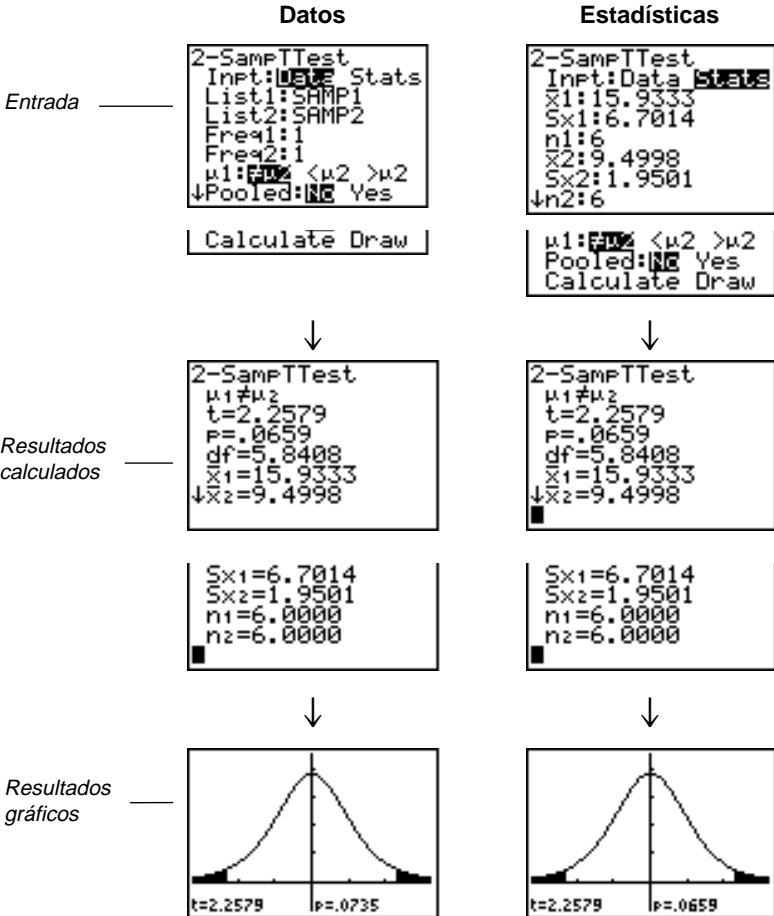 Datos
Estadísticas
Entrada
2-SampTTest
Inpt:Data Stats
List1:SAMP1
List2:SAMP2
Freq1:1
Freq2:1
μ1:≠μ2 <μ2 >μ2
↓Pooled:No Yes
Calculate Draw
2-SampTTest
Inpt:Data Stats
x̄1:15.9333
Sx1:6.7014
n1:6
x̄2:9.4998
Sx2:1.9501
↓n2:6
μ1:≠μ2 <μ2 >μ2
Pooled:No Yes
Calculate Draw
↓
↓
Resultados
calculados
2-SampTTest
μ1≠μ2
t=2.2579
p=.0659
df=5.8408
x̄1=15.9333
↓x̄2=9.4998
Sx1=6.7014
Sx2=1.9501
n1=6.0000
n2=6.0000
2-SampTTest
μ1≠μ2
t=2.2579
p=.0659
df=5.8408
x̄1=15.9333
↓x̄2=9.4998
Sx1=6.7014
Sx2=1.9501
n1=6.0000
n2=6.0000
↓
↓
Resultados
gráficos
t=2.2579 p=.0735
t=2.2579 p=.0659